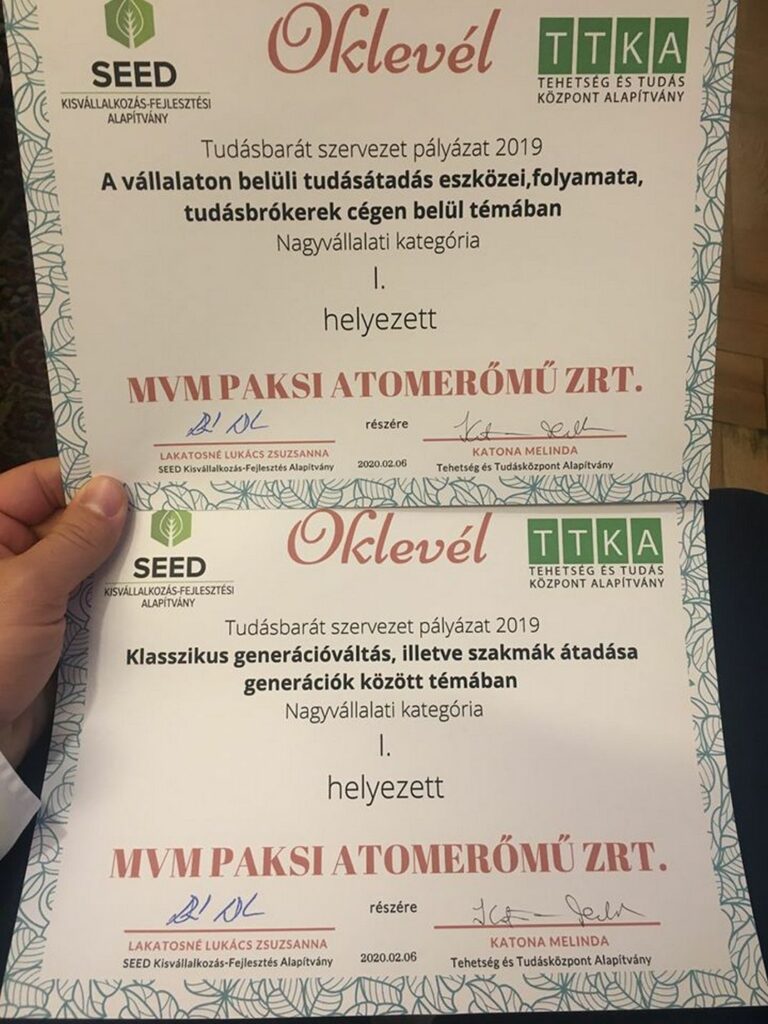 SEED
KISVÁLLALKOZÁS-FEJLESZTÉSI
ALAPÍTVÁNY
Oklevél
TTKA
TEHETSÉG ÉS TUDÁS
KÖZPONT ALAPÍTVÁNY
Tudásbarát szervezet pályázat 2019
A vállalaton belüli tudásátadás eszközei,folyamata,
tudásbrókerek cégen belül témában
Nagyvállalati kategória
I.
helyezett
MVM PAKSI ATOMERŐMŰ ZRT.
részére
LAKATOSNÉ LUKÁCS ZSUZSANNA
SEED Kisvállalkozás-Fejlesztés Alapítvány
2020.02.06
KATONA MELINDA
Tehetség és Tudásközpont Alapítvány
SEED
KISVÁLLALKOZÁS-FEJLESZTÉSI
ALAPÍTVÁNY
Oklevél
TTKA
TEHETSÉG ÉS TUDÁS
KÖZPONT ALAPÍTVÁNY
Tudásbarát szervezet pályázat 2019
Klasszikus generációváltás, illetve szakmák átadása
generációk között témában
Nagyvállalati kategória
I.
helyezett
MVM PAKSI ATOMERŐMŰ ZRT.
részére
LAKATOSNÉ LUKÁCS ZSUZSANNA
SEED Kisvállalkozás-Fejlesztés Alapítvány
2020.02.06
KATONA MELINDA
Tehetség és Tudásközpont Alapítvány